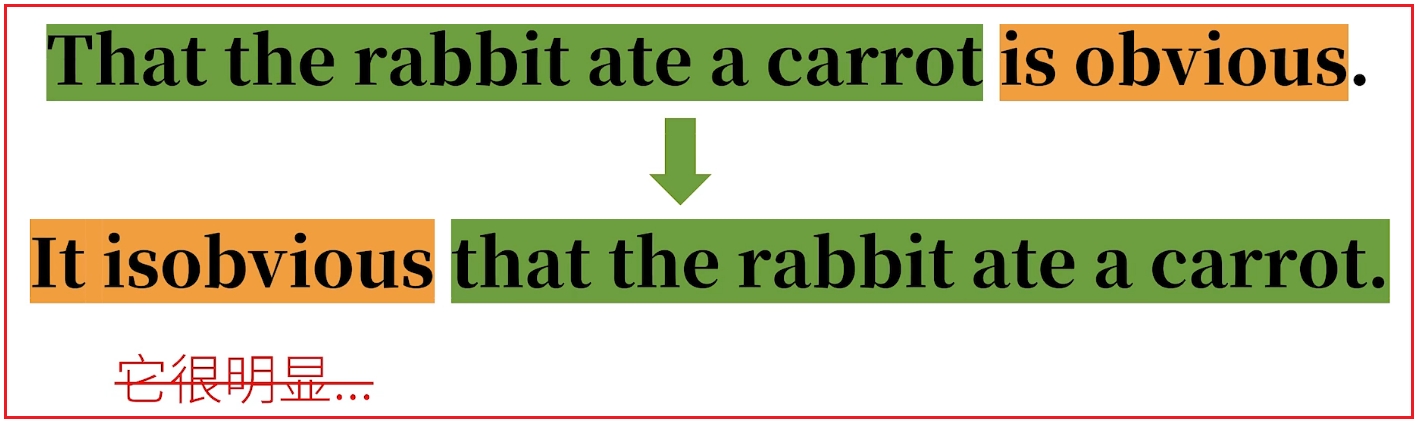 That the rabbit ate a carrot is obvious.
It isobvious that the rabbit ate a carrot.
它很明显...